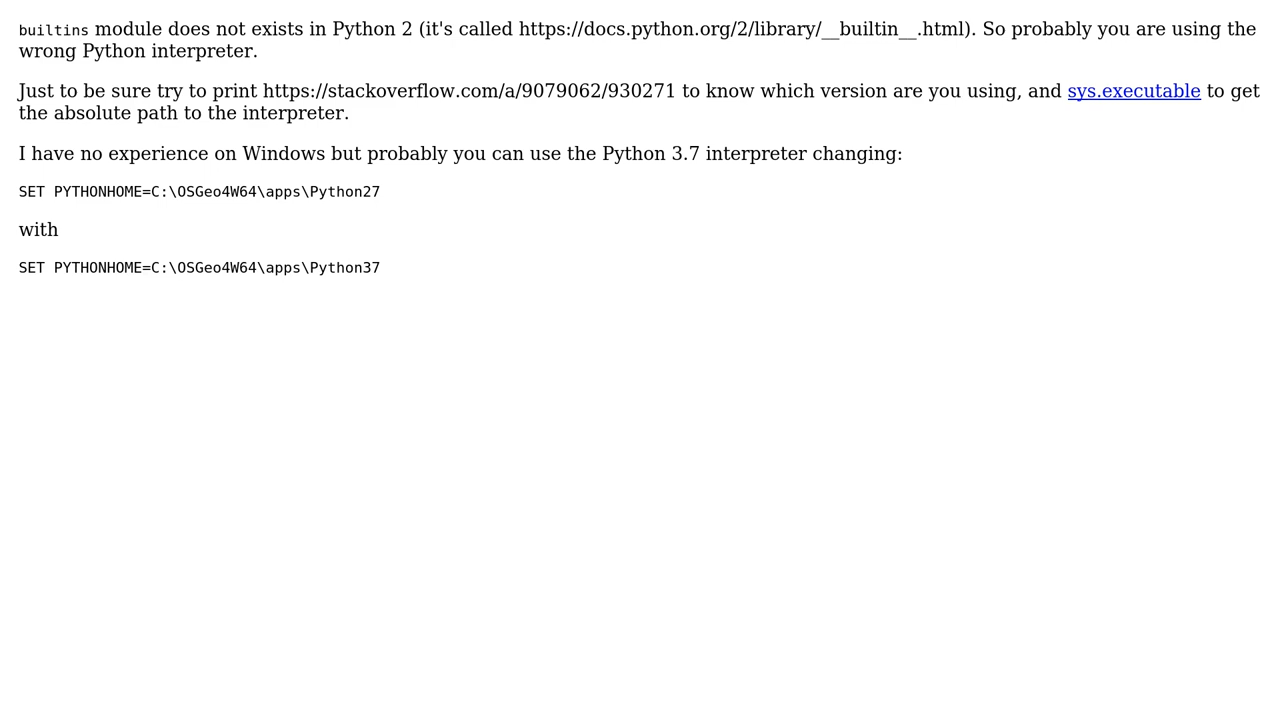 builtins module does not exists in Python 2 (it's called https://docs.python.org/2/library/__builtin__.html). So probably you are using the
wrong Python interpreter.
Just to be sure try to print https://stackoverflow.com/a/9079062/930271 to know which version are you using, and sys.executable to get
the absolute path to the interpreter.
I have no experience on Windows but probably you can use the Python 3.7 interpreter changing:
SET PYTHONHOME=C:\OSGeo4W64\apps\Python27
with
SET PYTHONHOME=C:\OSGeo4W64\apps\Python37